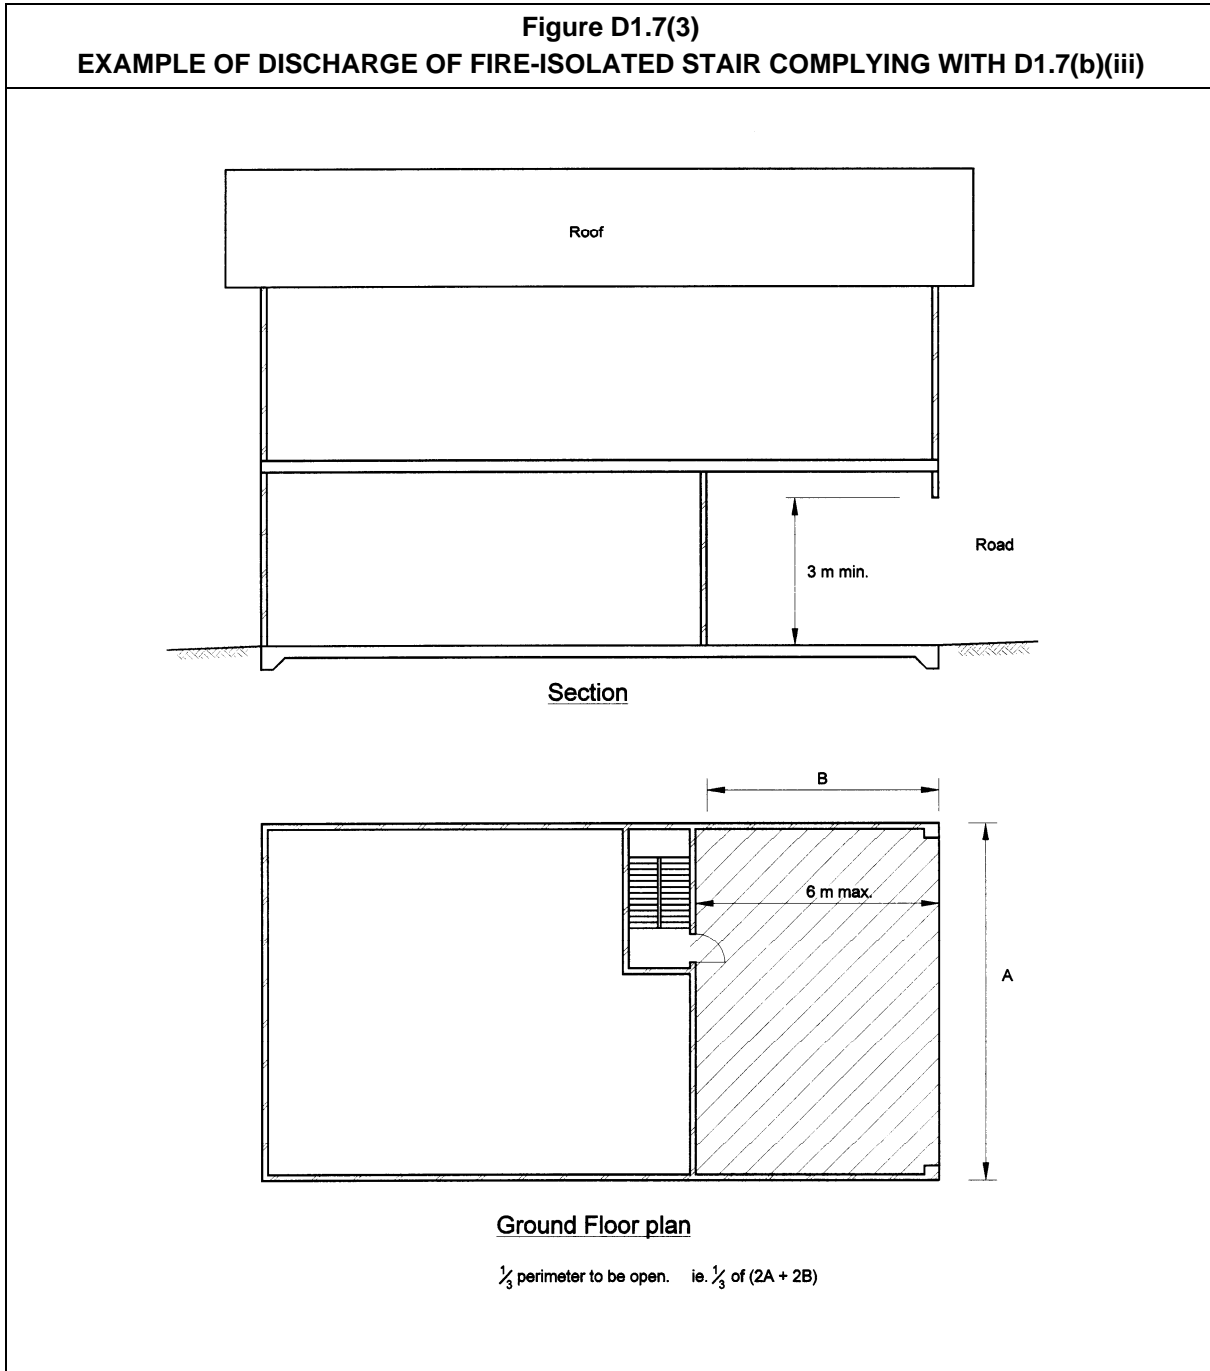 Figure D1.7(3)
EXAMPLE OF DISCHARGE OF FIRE-ISOLATED STAIR COMPLYING WITH D1.7(b)(iii)
Roof
Road
3 m min.
Section
B
6 m max.
A
Ground Floor plan
⅓ perimeter to be open. ie. ⅓ of (2A + 2B)